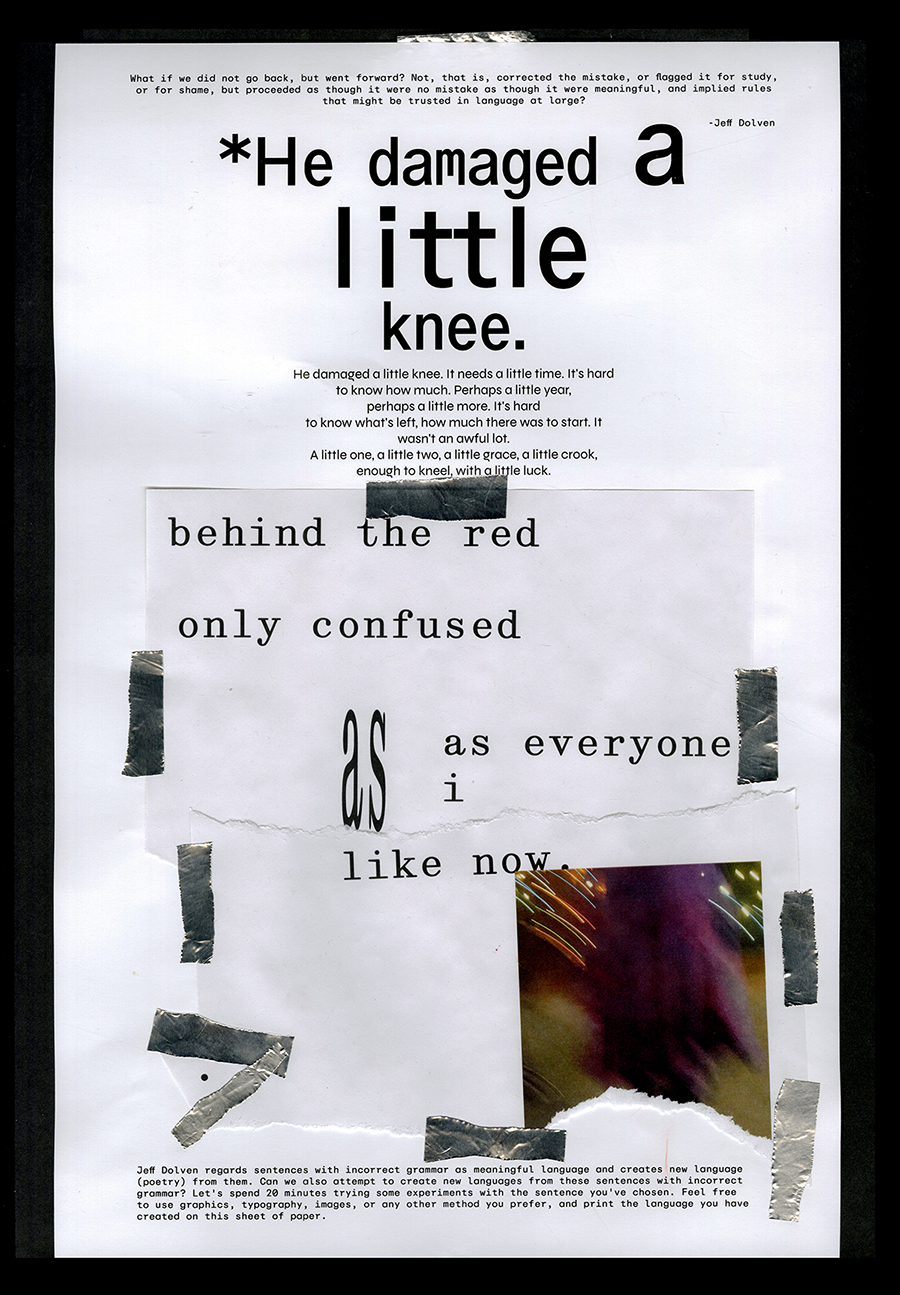 What if we did not go back, but went forward? Not, that is, corrected the mistake, or flagged it for study,
or for shame, but proceeded as though it were no mistake as though it were meaningful, and implied rules
that might be trusted in language at large?
-Jeff Dolven
*He damaged a
little
knee.
He damaged a little knee. It needs a little time. It's hard
to know how much. Perhaps a little year,
perhaps a little more. It's hard
to know what's left, how much there was to start. It
wasn't an awful lot.
A little one, a little two, a little grace, a little crook,
enough to kneel, with a little luck.
behind the red
only confused
as as everyone
i
like now.
Jeff Dolven regards sentences with incorrect grammar as meaningful language and creates new language
(poetry) from them. Can we also attempt to create new languages from these sentences with incorrect
grammar? Let's spend 20 minutes trying some experiments with the sentence you've chosen. Feel free
to use graphics, typography, images, or any other method you prefer, and print the language you have
created on this sheet of paper.